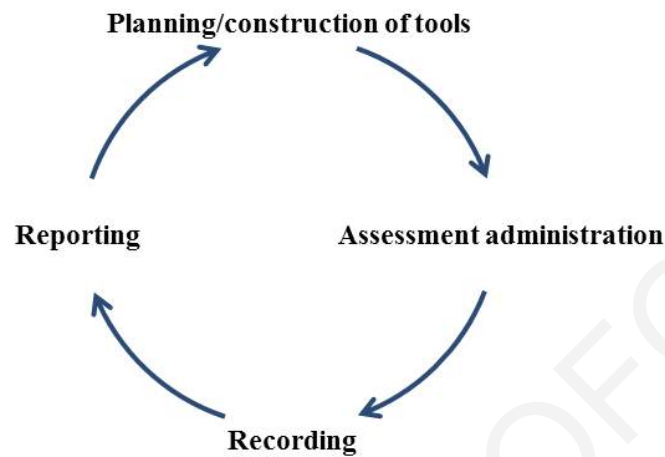 Planning/construction of tools
Reporting
Assessment administration
Recording